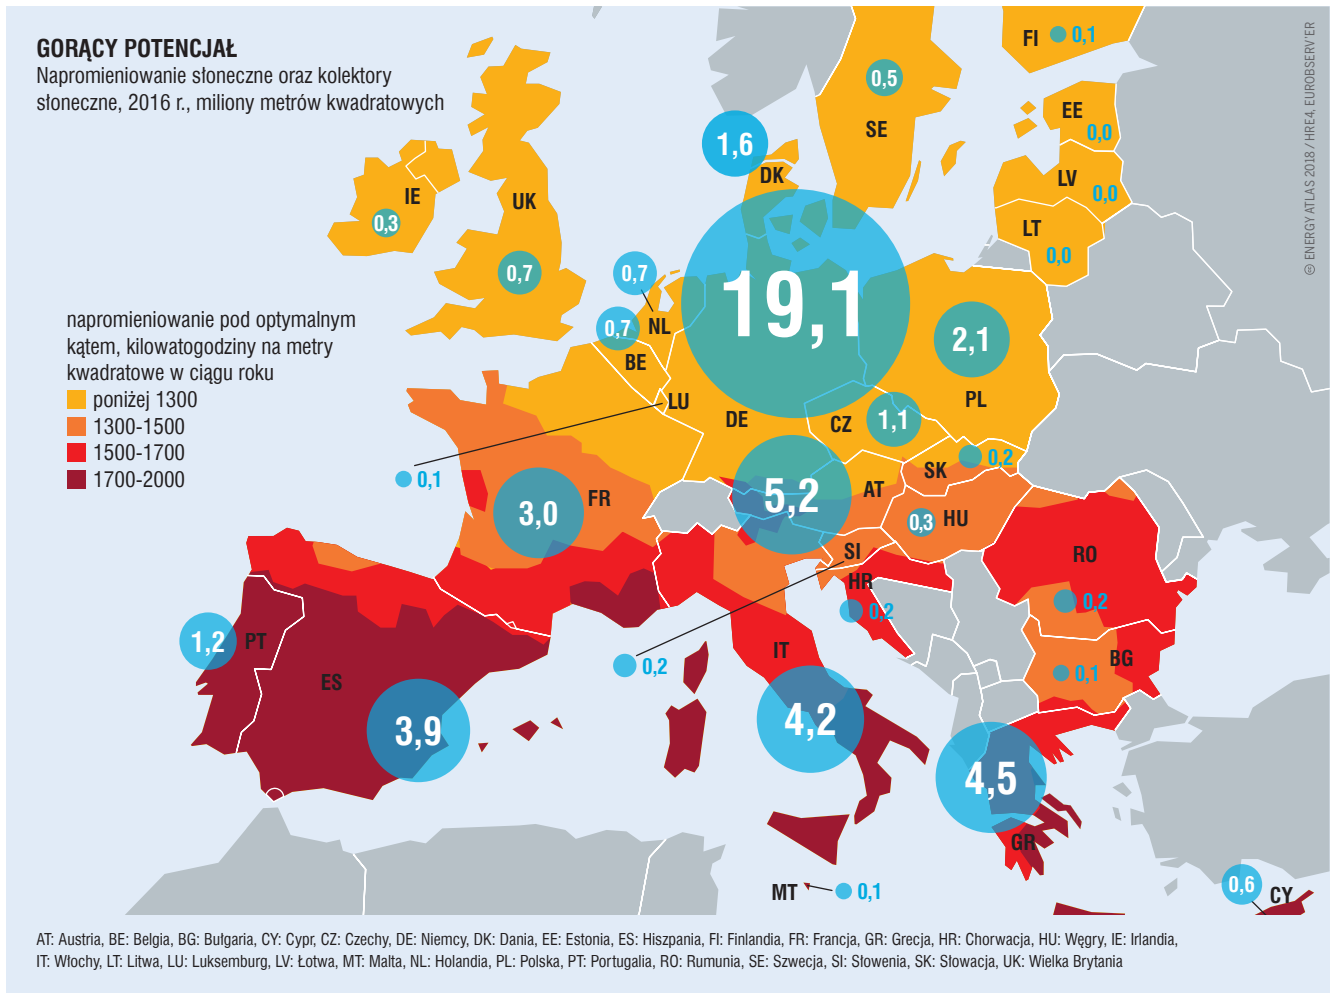 GORĄCY POTENCJAŁ
Napromieniowanie słoneczne oraz kolektory
słoneczne, 2016 r., miliony metrów kwadratowych
napromieniowanie pod optymalnym
kątem, kilowatogodziny na metry
kwadratowe w ciągu roku
poniżej 1300
1300-1500
1500-1700
1700-2000
FI 0,1
0,5
SE
EE
0,0
LV
0,0
LT
0,0
1,6
DK
IE
0,3
UK
0,7
0,7
NL
0,7
BE
LU
0,1
19,1
DE
2,1
PL
CZ
1,1
SK
0,2
5,2
AT
3,0
FR
0,3
HU
SI
0,2
HR
0,2
RO
0,2
BG
0,1
1,2
PT
ES
3,9
IT
4,2
4,5
GR
MT
0,1
0,6
CY
© ENERGY ATLAS 2018 / HRE4, EUROBSERV'ER
AT: Austria, BE: Belgia, BG: Bułgaria, CY: Cypr, CZ: Czechy, DE: Niemcy, DK: Dania, EE: Estonia, ES: Hiszpania, FI: Finlandia, FR: Francja, GR: Grecja, HR: Chorwacja, HU: Węgry, IE: Irlandia,
IT: Włochy, LT: Litwa, LU: Luksemburg, LV: Łotwa, MT: Malta, NL: Holandia, PL: Polska, PT: Portugalia, RO: Rumunia, SE: Szwecja, SI: Słowenia, SK: Słowacja, UK: Wielka Brytania